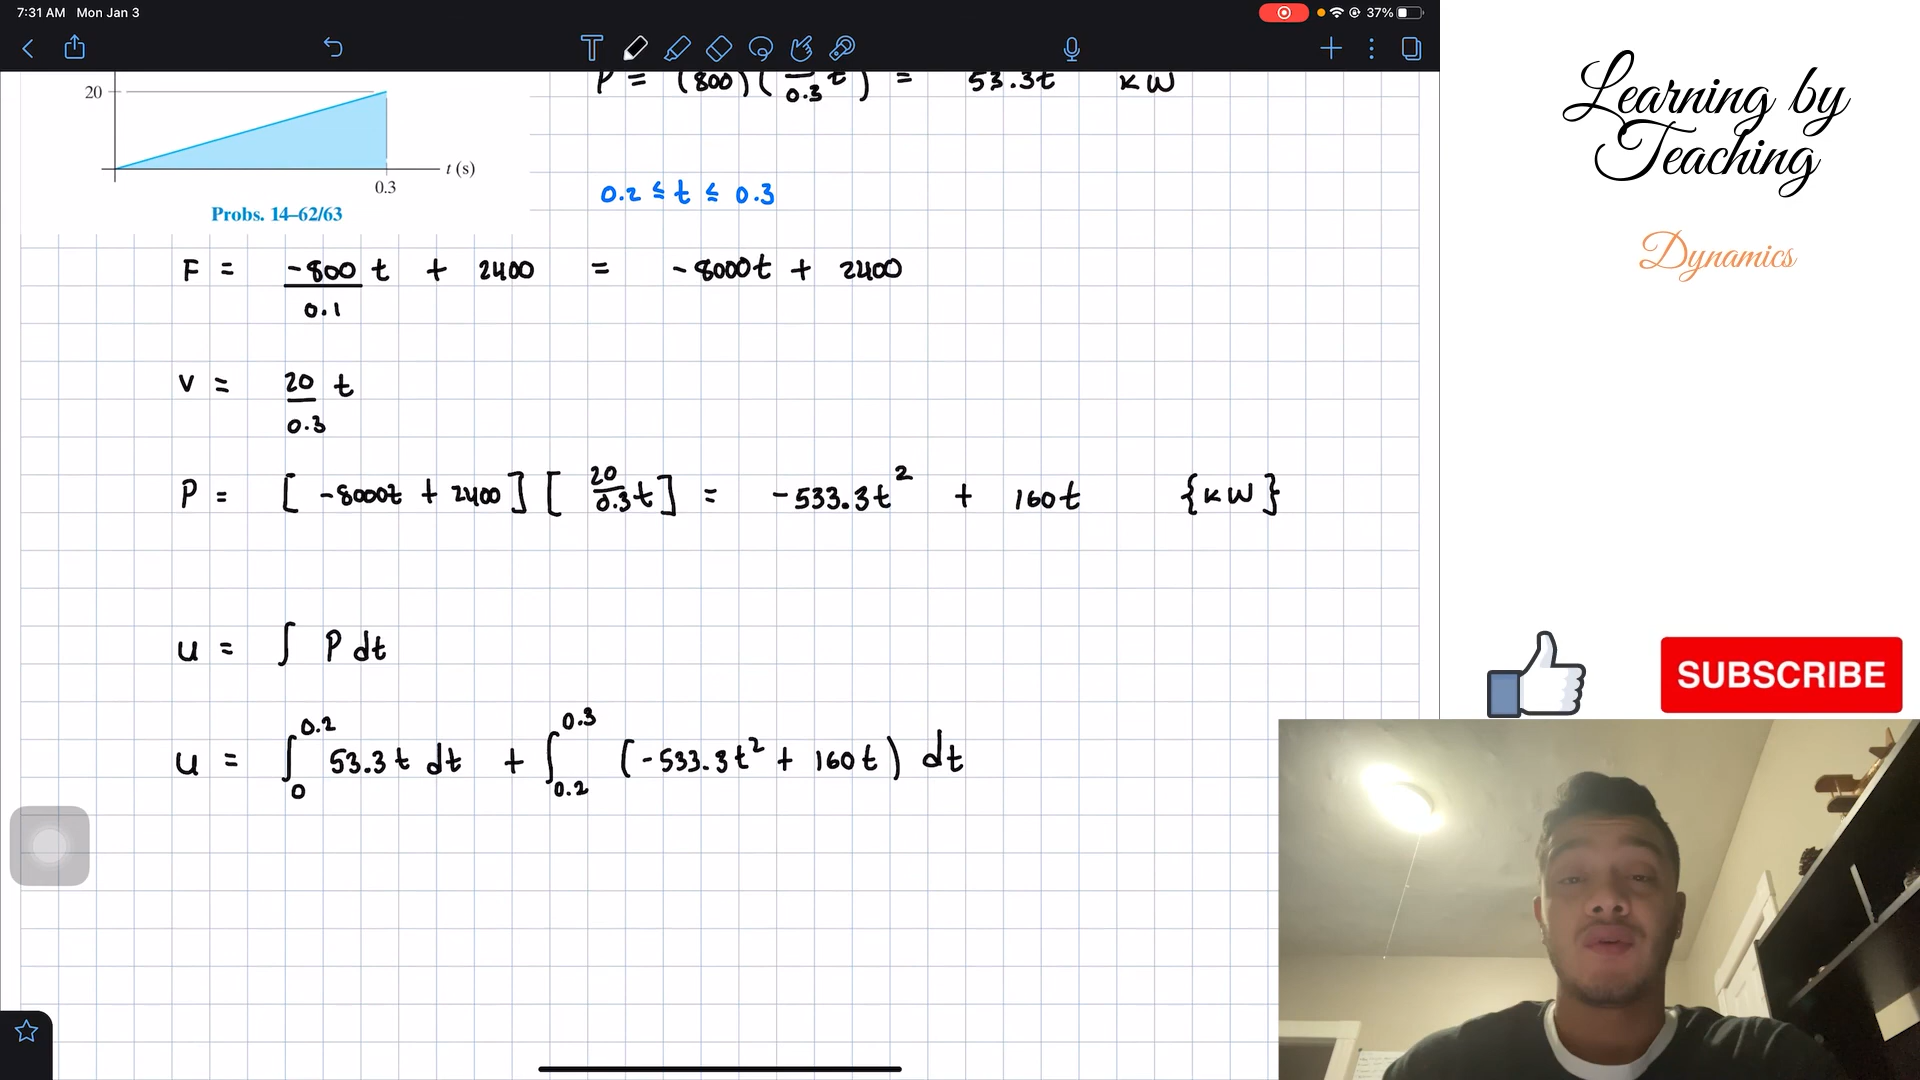 7:31 AM Mon Jan 3
37%
20
t (s)
0.3
Probs. 14–62/63
P = (800)(— t) = 53.3t KW
0.3
0.2 ≤ t ≤ 0.3
F = -800 t + 2400 = -8000t + 2400
0.1
v = 20 t
0.3
P = [ -8000t + 2400 ] [ 20/0.3 t ] = -533.3t² + 160t {KW}
u = ∫ P dt
u = ∫₀^0.2 53.3t dt + ∫_0.2^0.3 (-533.3t² + 160t) dt
Learning by
Teaching
Dynamics
SUBSCRIBE